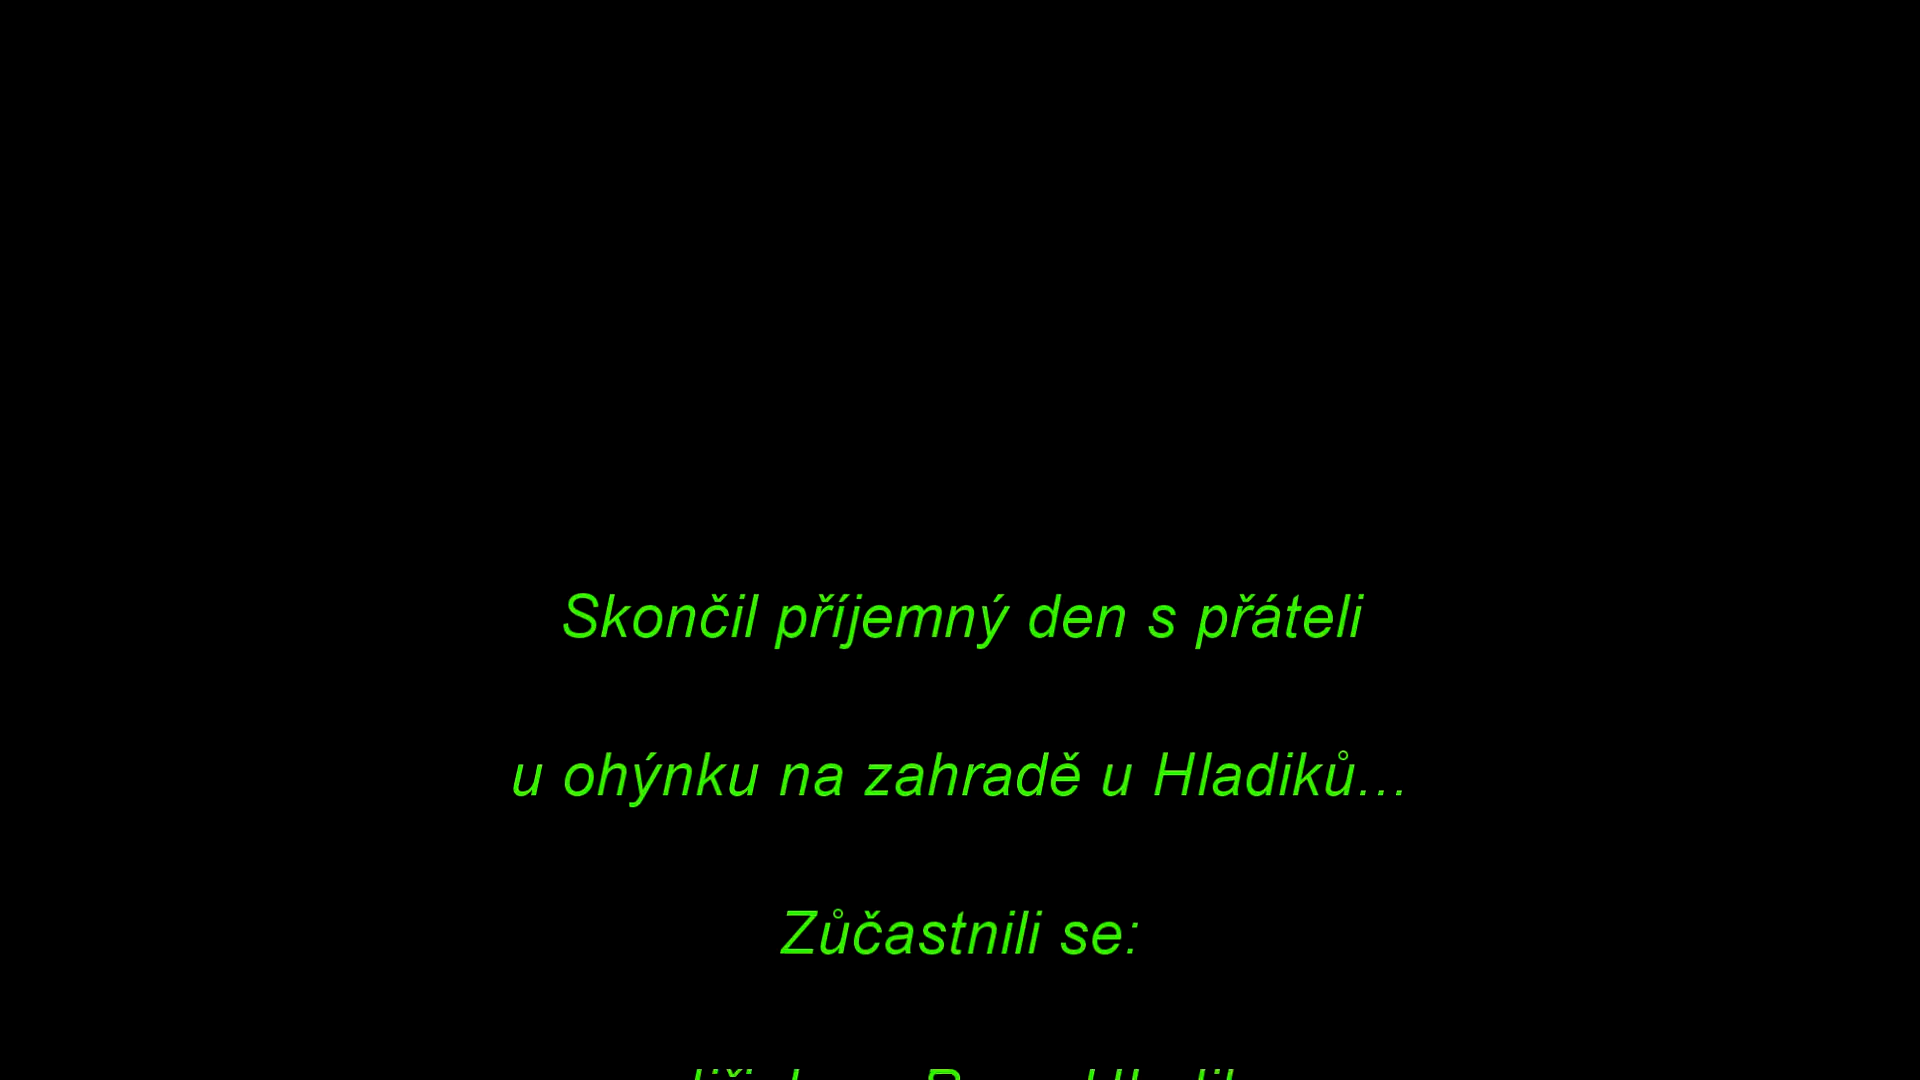 Skončil příjemný den s přáteli
u ohýnku na zahradě u Hladiků...
Zůčastnili se: